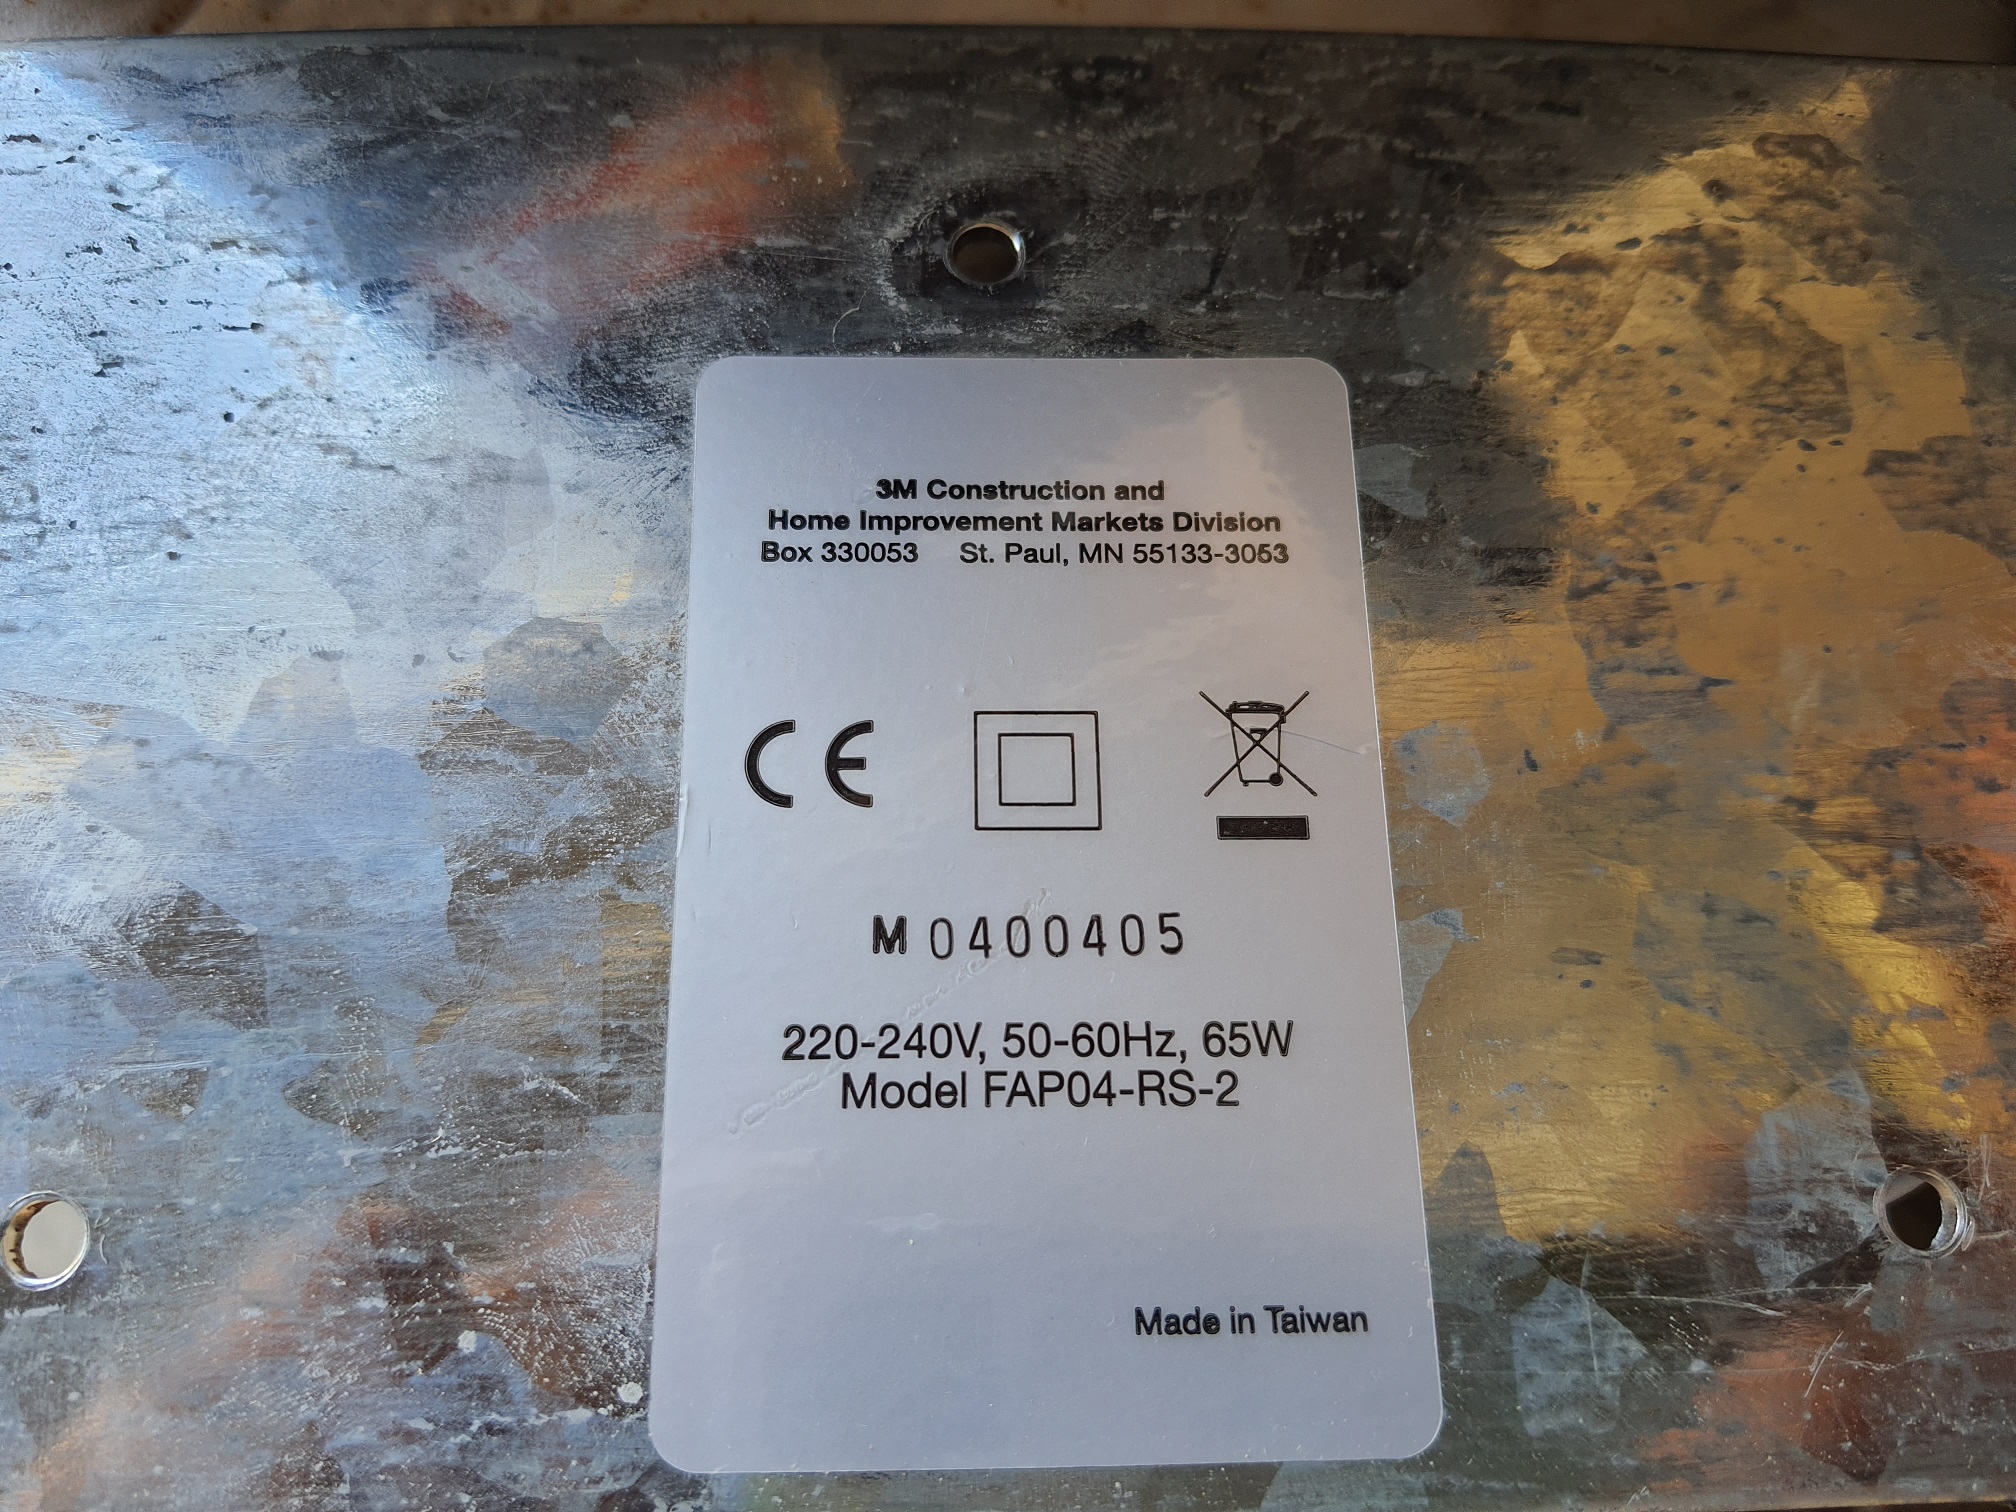 3M Construction and
Home Improvement Markets Division
Box 330053 St. Paul, MN 55133-3053
CE
M 0400405
220-240V, 50-60Hz, 65W
Model FAP04-RS-2
Made in Taiwan